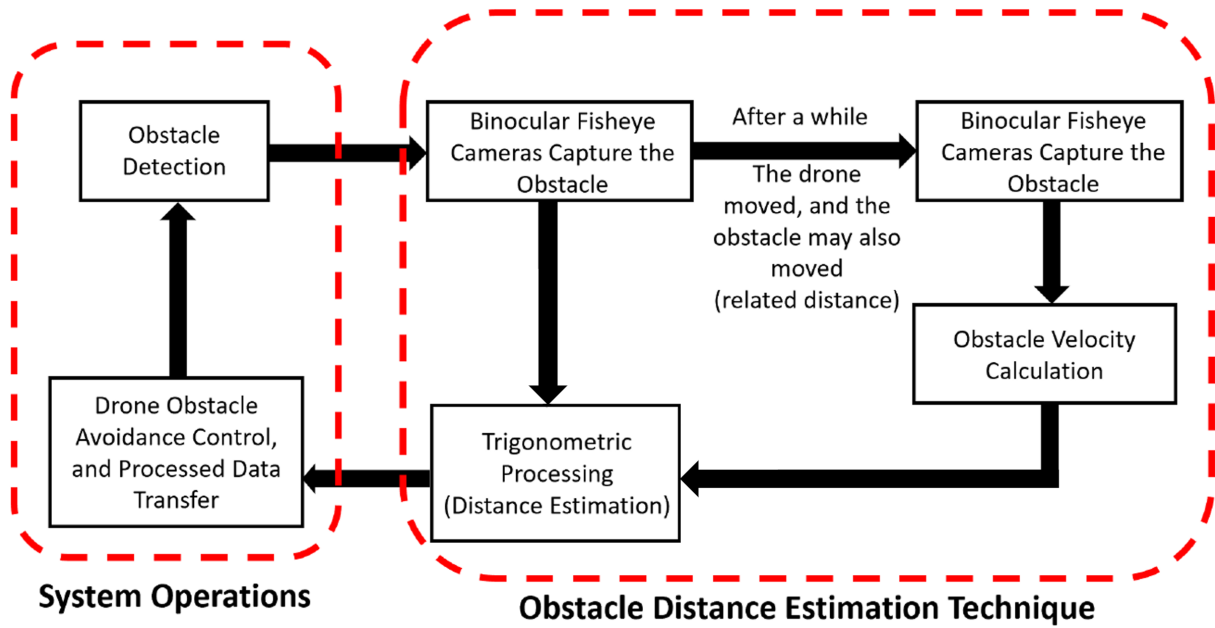 Obstacle
Detection
Binocular Fisheye
Cameras Capture the
Obstacle
After a while
The drone
moved, and the
obstacle may also
moved
(related distance)
Binocular Fisheye
Cameras Capture the
Obstacle
Obstacle Velocity
Calculation
Drone Obstacle
Avoidance Control,
and Processed Data
Transfer
Trigonometric
Processing
(Distance Estimation)
System Operations
Obstacle Distance Estimation Technique